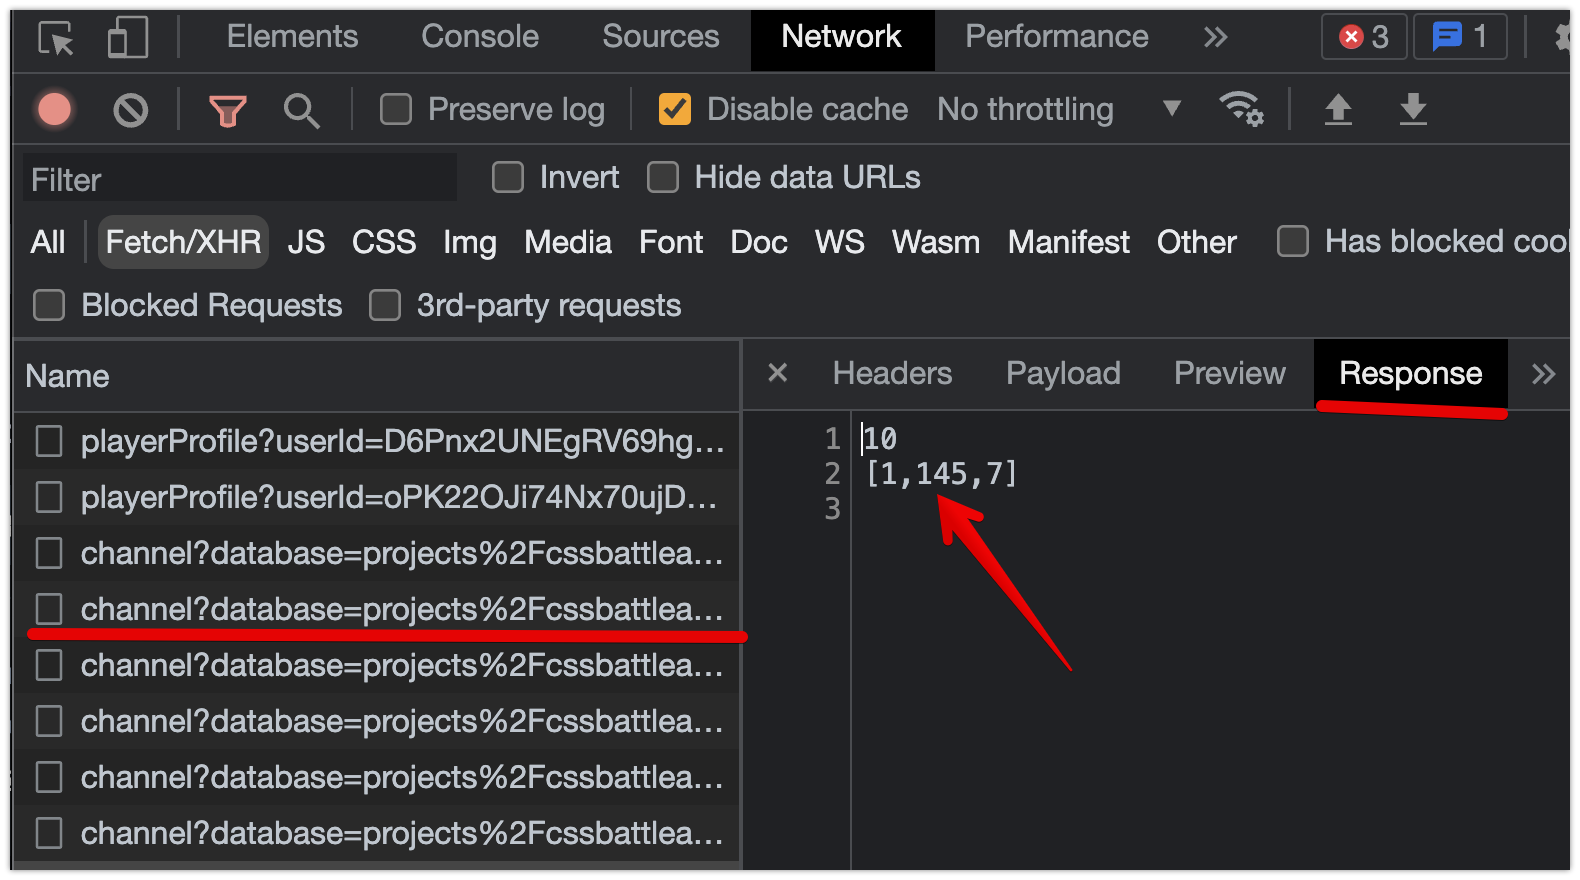 Elements Console Sources Network Performance » 3 1
Preserve log Disable cache No throttling
Filter Invert Hide data URLs
All Fetch/XHR JS CSS Img Media Font Doc WS Wasm Manifest Other Has blocked coo
Blocked Requests 3rd-party requests
Name
× Headers Payload Preview Response »
playerProfile?userId=D6Pnx2UNEgRV69hg...
playerProfile?userId=oPK22OJi74Nx70ujD...
channel?database=projects%2Fcssbattlea...
channel?database=projects%2Fcssbattlea...
channel?database=projects%2Fcssbattlea...
channel?database=projects%2Fcssbattlea...
channel?database=projects%2Fcssbattlea...
channel?database=projects%2Fcssbattlea...
1 10
2 [1,145,7]
3